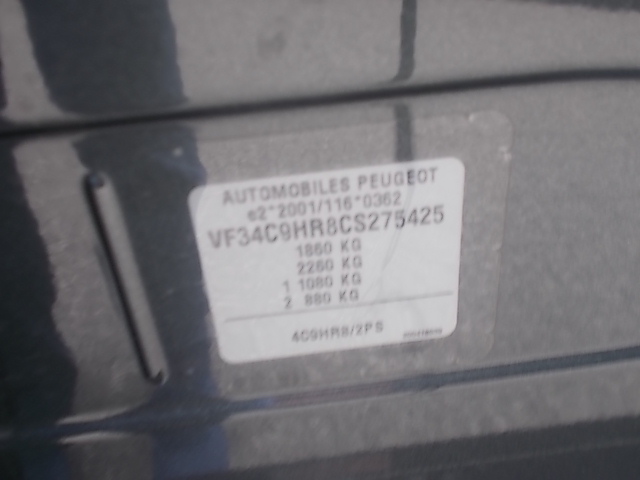 AUTOMOBILES PEUGEOT
e2*2001/116*0362
VF34C9HR8CS275425
1860 KG
2260 KG
1 1080 KG
2 880 KG
4C9HR8/2PS